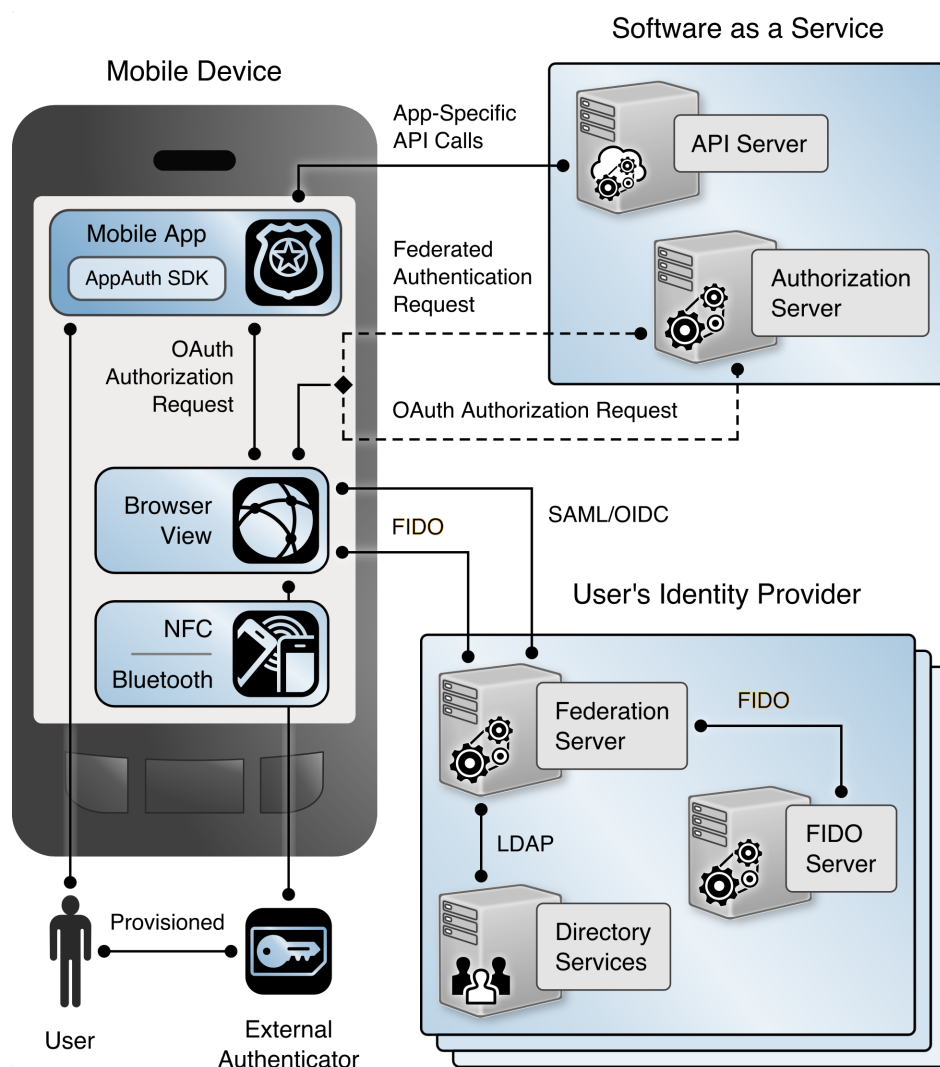 Software as a Service
Mobile Device
App-Specific
API Calls
API Server
Mobile App
AppAuth SDK
Federated
Authentication
Request
Authorization
Server
OAuth
Authorization
Request
OAuth Authorization Request
Browser
View
FIDO
SAML/OIDC
User's Identity Provider
NFC
Bluetooth
Federation
Server
FIDO
LDAP
FIDO
Server
Directory
Services
Provisioned
User
External
Authenticator